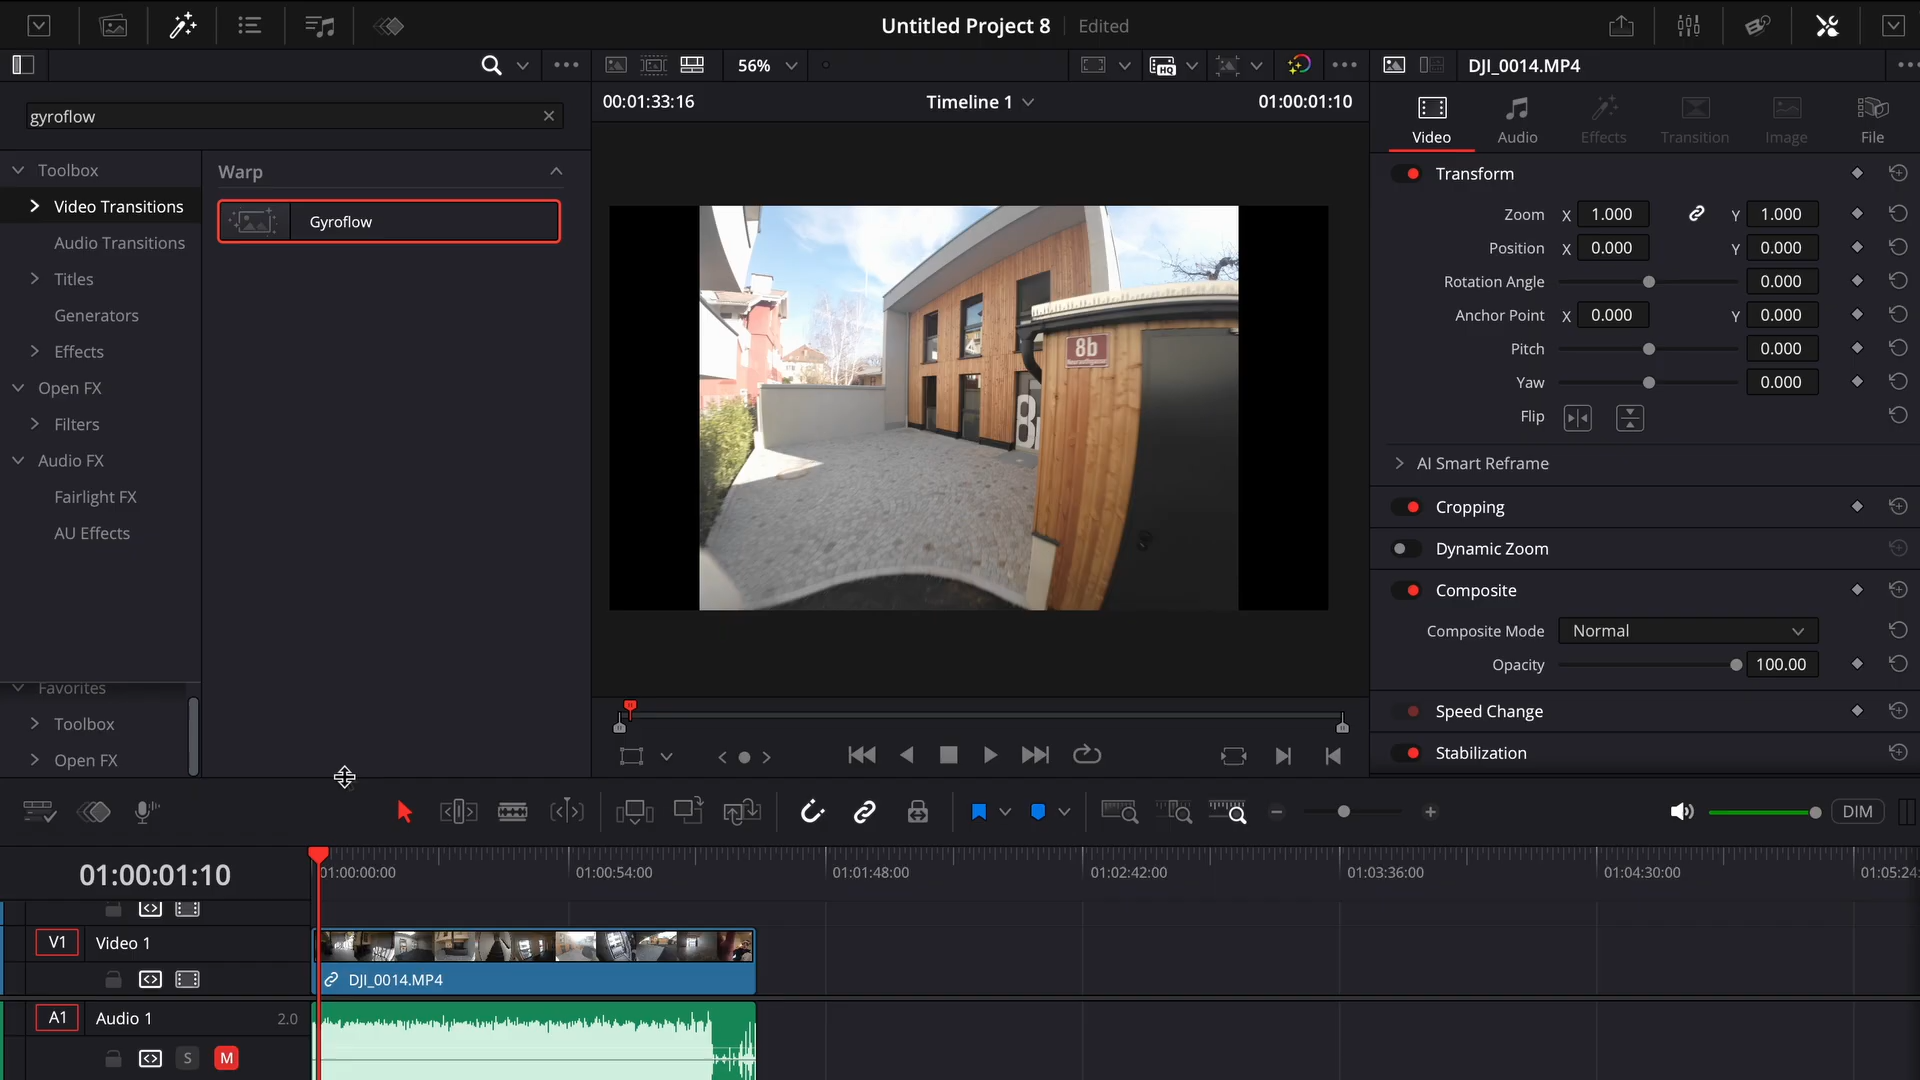 Untitled Project 8 Edited
56%
DJI_0014.MP4
gyroflow
00:01:33:16
Timeline 1
01:00:01:10
Video
Audio
Effects
Transition
Image
File
Toolbox
Video Transitions
Audio Transitions
Titles
Generators
Effects
Open FX
Filters
Audio FX
Fairlight FX
AU Effects
Favorites
Toolbox
Open FX
Warp
Gyroflow
8b
8
Transform
Zoom X 1.000 Y 1.000
Position X 0.000 Y 0.000
Rotation Angle 0.000
Anchor Point X 0.000 Y 0.000
Pitch 0.000
Yaw 0.000
Flip
AI Smart Reframe
Cropping
Dynamic Zoom
Composite
Composite Mode Normal
Opacity 100.00
Speed Change
Stabilization
DIM
01:00:01:10
01:00:00:00
01:00:54:00
01:01:48:00
01:02:42:00
01:03:36:00
01:04:30:00
01:05:24:
V1 Video 1
DJI_0014.MP4
A1 Audio 1 2.0
S M
HQ